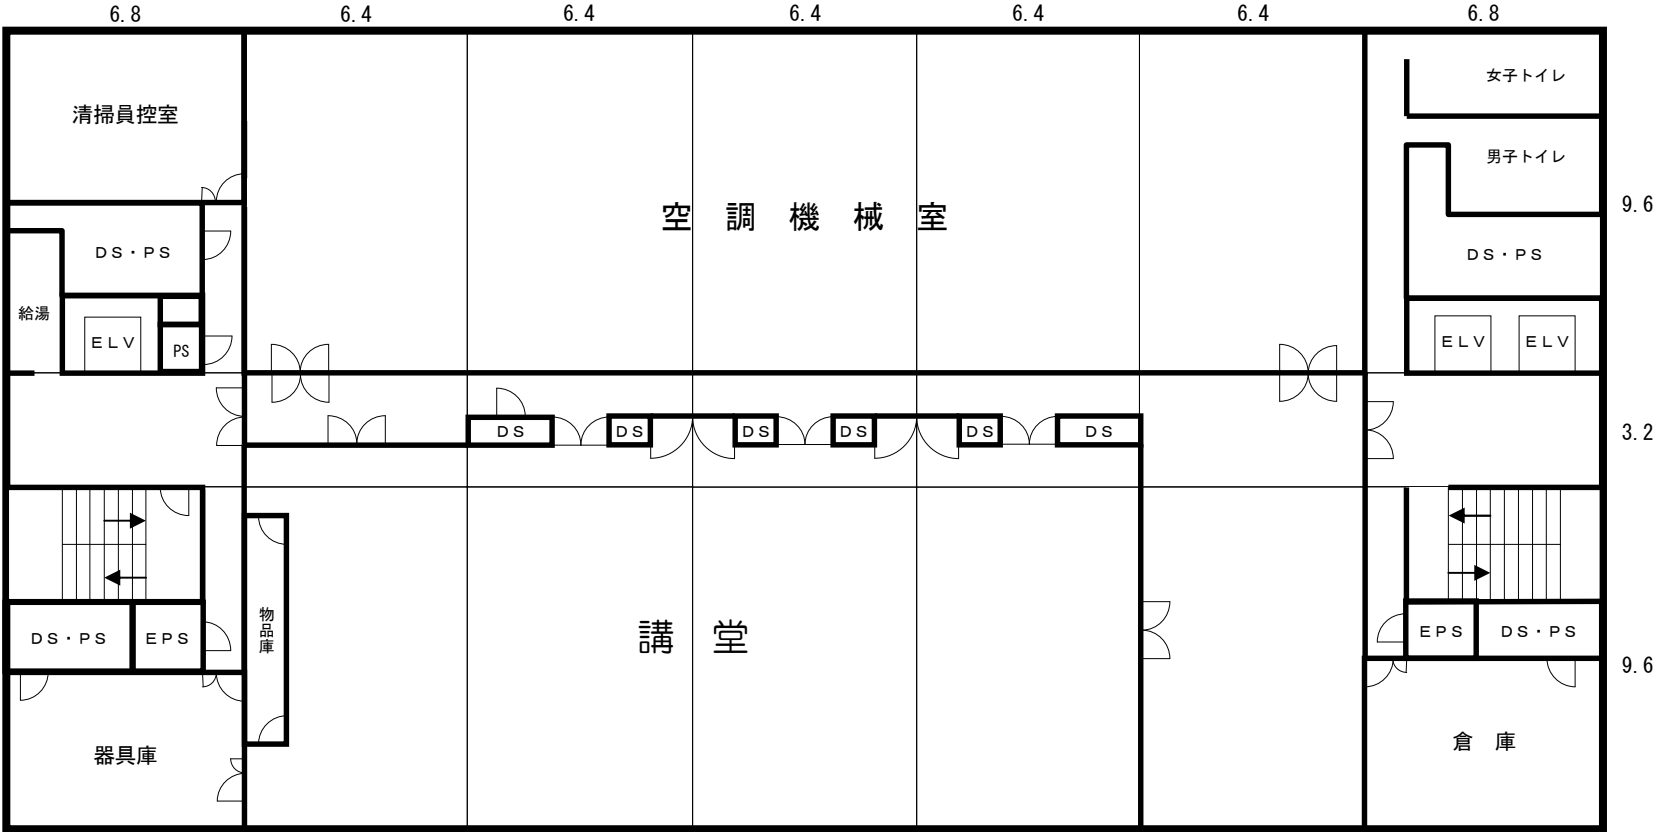 6.8 6.4 6.4 6.4 6.4 6.4 6.8
女子トイレ
清掃員控室
男子トイレ
9.6
空調機械室
DS・PS
DS・PS
給湯
ELV
PS
ELV
ELV
DS
DS
DS
DS
DS
DS
3.2
物品庫
講堂
DS・PS
EPS
EPS
DS・PS
9.6
器具庫
倉庫